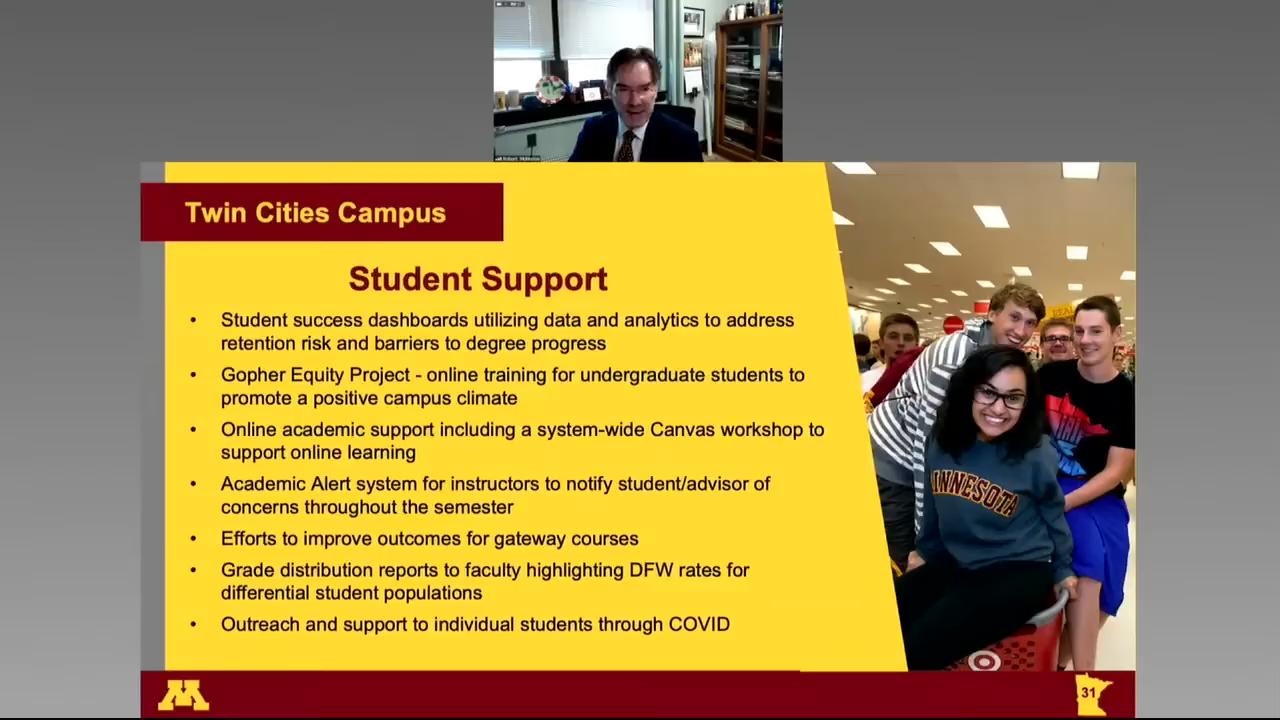 Twin Cities Campus
Student Support
• Student success dashboards utilizing data and analytics to address
retention risk and barriers to degree progress
• Gopher Equity Project - online training for undergraduate students to
promote a positive campus climate
• Online academic support including a system-wide Canvas workshop to
support online learning
• Academic Alert system for instructors to notify student/advisor of
concerns throughout the semester
• Efforts to improve outcomes for gateway courses
• Grade distribution reports to faculty highlighting DFW rates for
differential student populations
• Outreach and support to individual students through COVID
INNESOTA
M
31